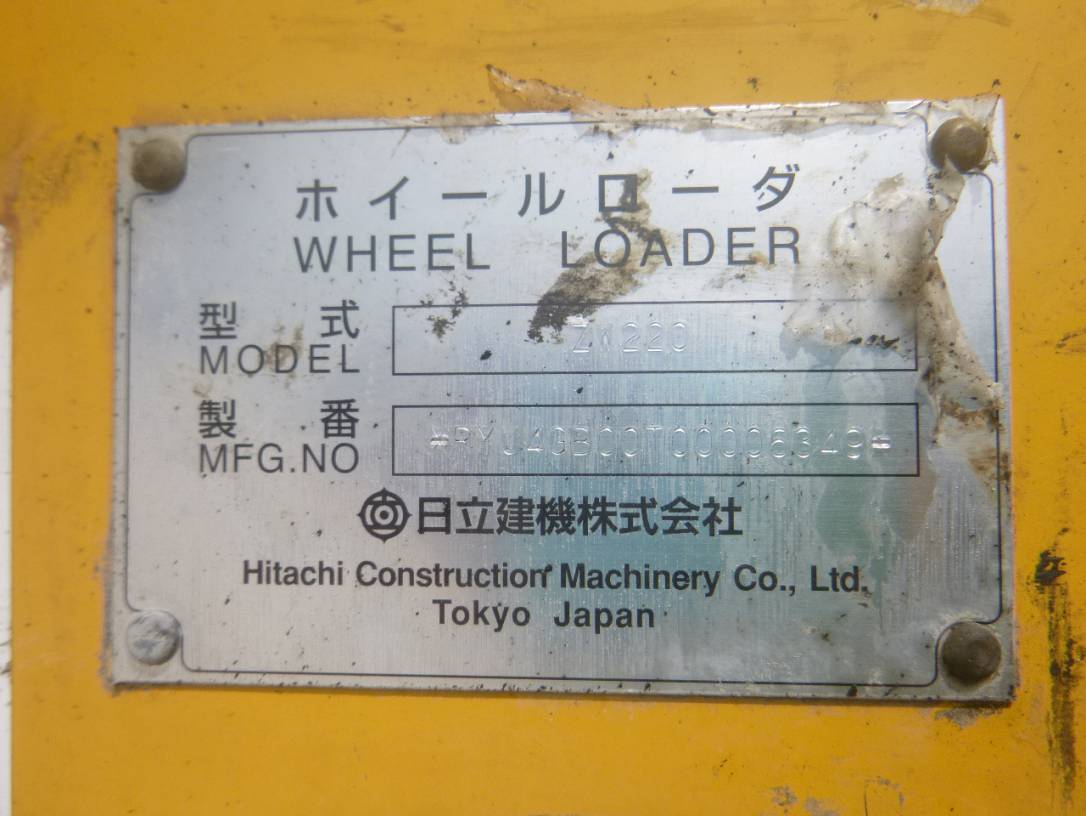 ホイールローダ
WHEEL LOADER
型式 ZW220
MODEL
製番 *RYJ4GB00T00006349*
MFG.NO
日立建機株式会社
Hitachi Construction Machinery Co., Ltd.
Tokyo Japan